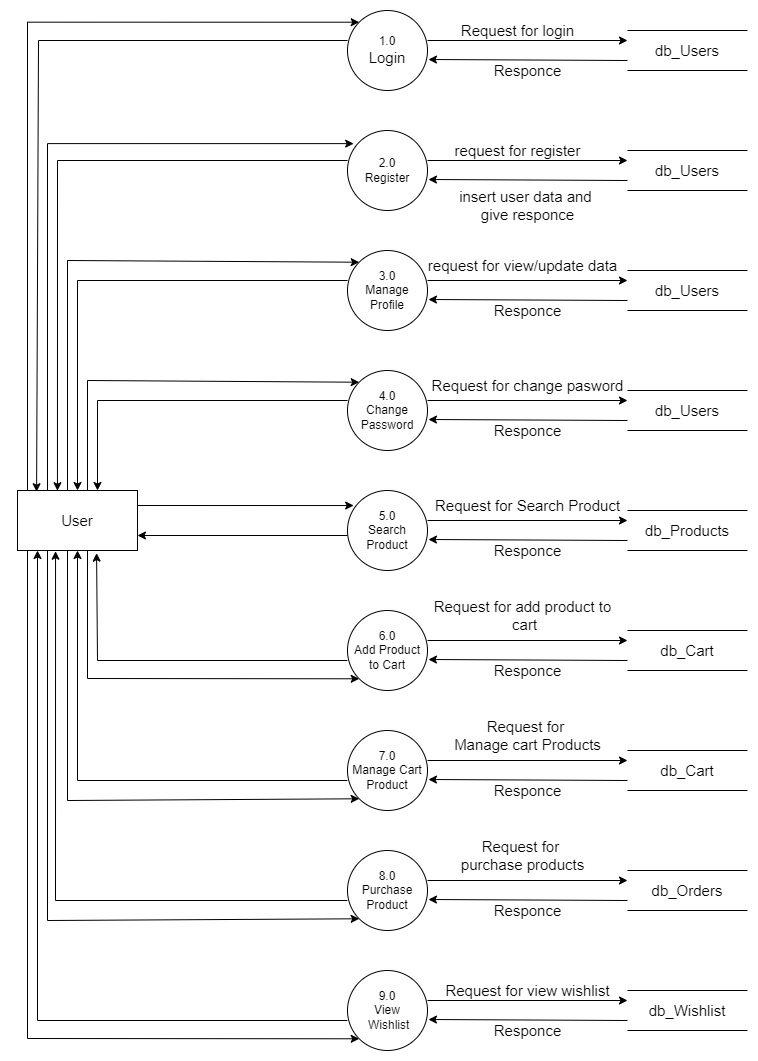 Request for login
1.0
Login
db_Users
Responce
request for register
2.0
Register
db_Users
insert user data and
give responce
request for view/update data
3.0
Manage
Profile
db_Users
Responce
Request for change pasword
4.0
Change
Password
db_Users
Responce
User
Request for Search Product
5.0
Search
Product
db_Products
Responce
Request for add product to
cart
6.0
Add Product
to Cart
db_Cart
Responce
Request for
Manage cart Products
7.0
Manage Cart
Product
db_Cart
Responce
Request for
purchase products
8.0
Purchase
Product
db_Orders
Responce
Request for view wishlist
9.0
View
Wishlist
db_Wishlist
Responce